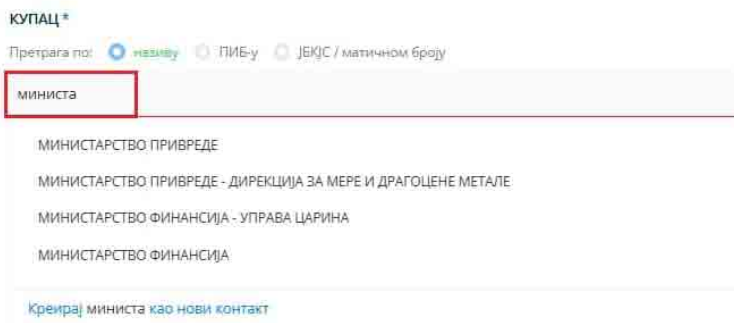 КУПАЦ *
Претрага по: називу ПИБ-у ЈБКЈС / матичном броју
министа
МИНИСТАРСТВО ПРИВРЕДЕ
МИНИСТАРСТВО ПРИВРЕДЕ - ДИРЕКЦИЈА ЗА МЕРЕ И ДРАГОЦЕНЕ МЕТАЛЕ
МИНИСТАРСТВО ФИНАНСИЈА - УПРАВА ЦАРИНА
МИНИСТАРСТВО ФИНАНСИЈА
Креирај министа као нови контакт